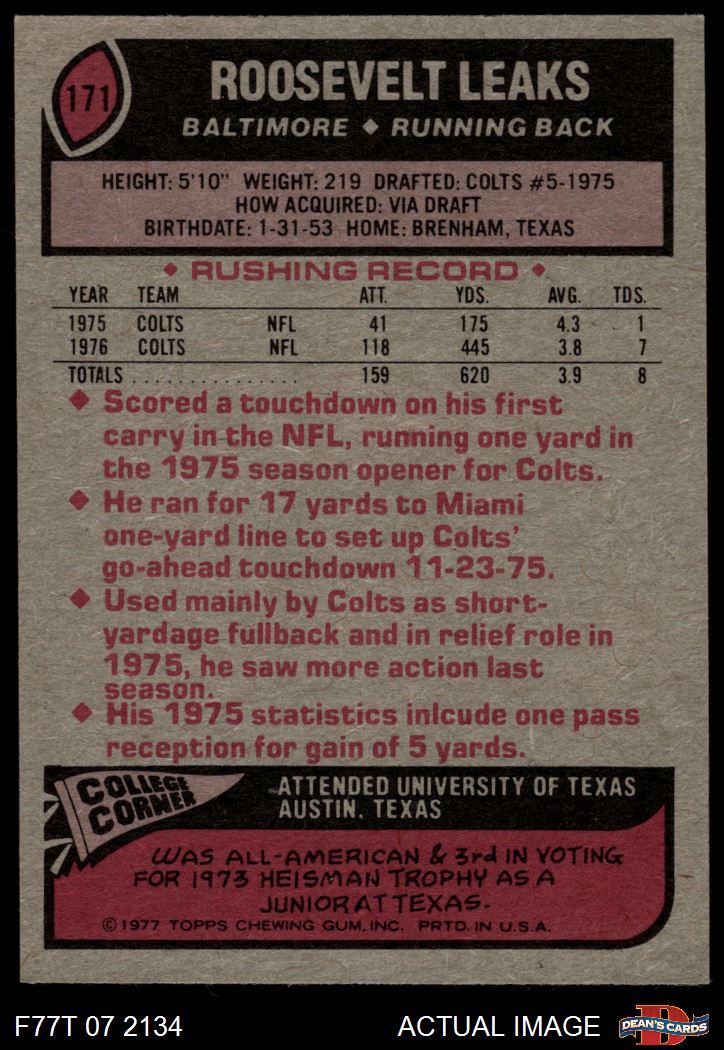 171
ROOSEVELT LEAKS
BALTIMORE ◆ RUNNING BACK
HEIGHT: 5'10" WEIGHT: 219 DRAFTED: COLTS #5-1975
HOW ACQUIRED: VIA DRAFT
BIRTHDATE: 1-31-53 HOME: BRENHAM, TEXAS
◆ RUSHING RECORD ◆
YEAR TEAM ATT. YDS. AVG. TDS.
1975 COLTS NFL 41 175 4.3 1
1976 COLTS NFL 118 445 3.8 7
TOTALS ................ 159 620 3.9 8
◆ Scored a touchdown on his first
carry in the NFL, running one yard in
the 1975 season opener for Colts.
◆ He ran for 17 yards to Miami
one-yard line to set up Colts'
go-ahead touchdown 11-23-75.
◆ Used mainly by Colts as short-
yardage fullback and in relief role in
1975, he saw more action last
season.
◆ His 1975 statistics inlcude one pass
reception for gain of 5 yards.
COLLEGE
CORNER
ATTENDED UNIVERSITY OF TEXAS
AUSTIN, TEXAS
WAS ALL-AMERICAN & 3rd IN VOTING
FOR 1973 HEISMAN TROPHY AS A
JUNIOR AT TEXAS.
©1977 TOPPS CHEWING GUM, INC. PRTD. IN U.S.A.
F77T 07 2134
ACTUAL IMAGE
D
DEAN'S CARDS